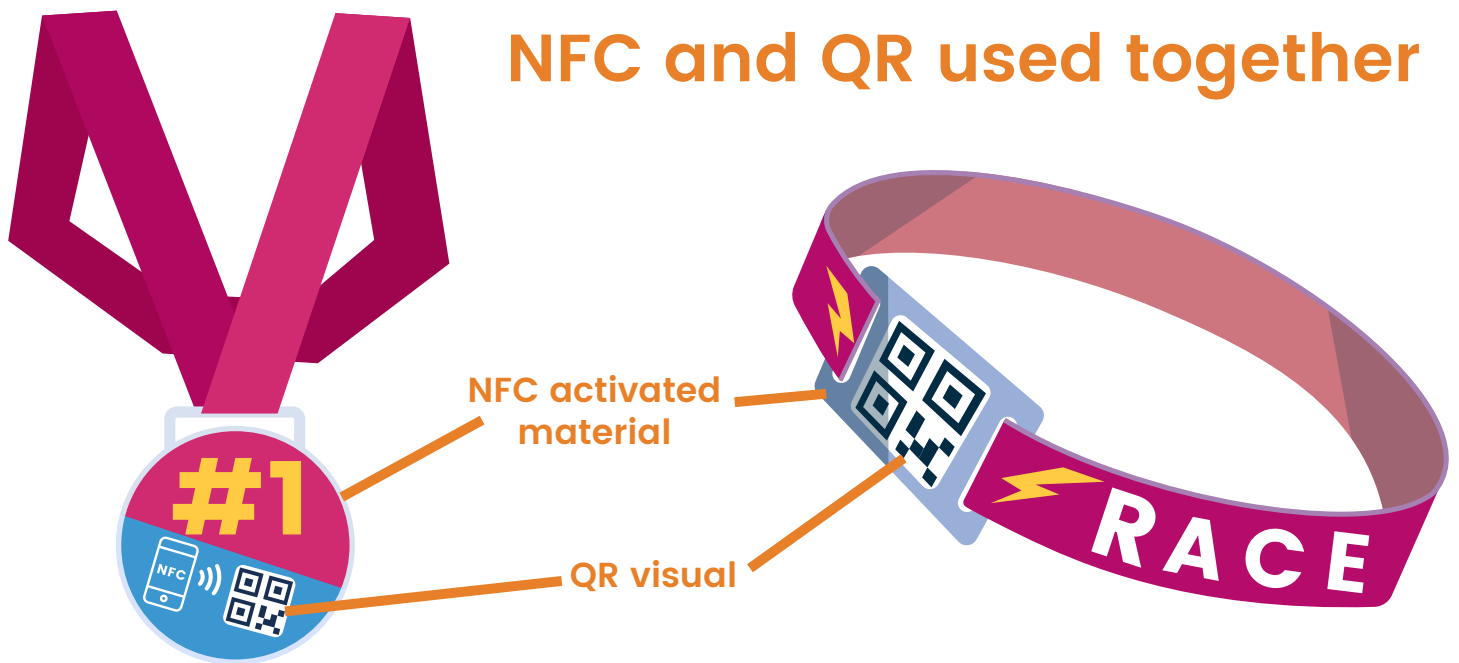 NFC and QR used together
NFC activated
material
QR visual
#1
NFC
RACE